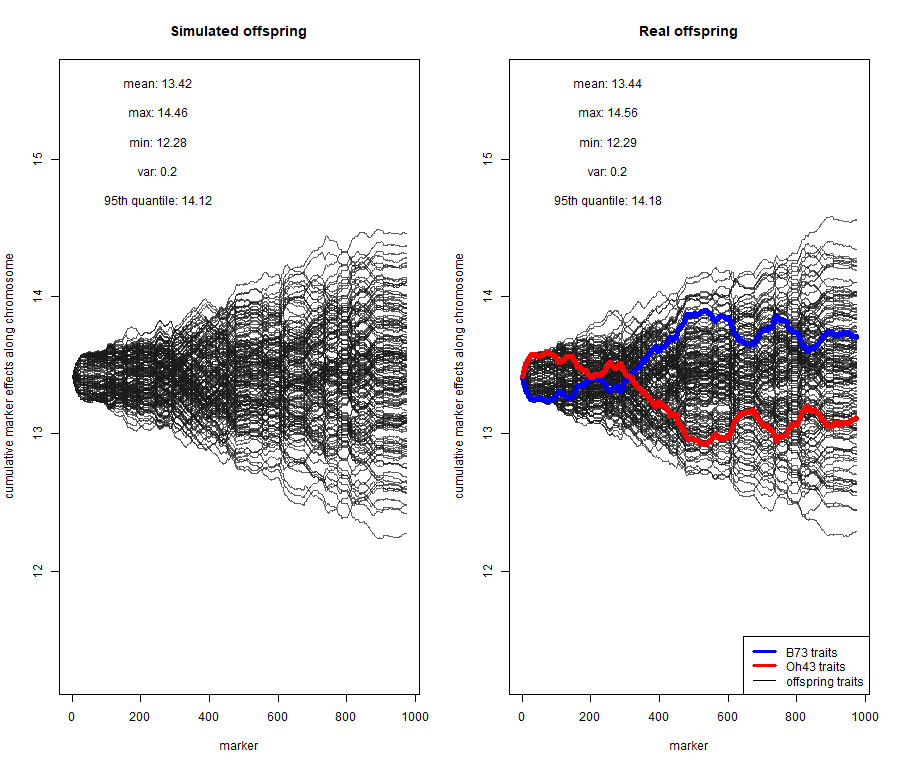 Simulated offspring
mean: 13.42
max: 14.46
min: 12.28
var: 0.2
95th quantile: 14.12
cumulative marker effects along chromosome
15
14
13
12
0 200 400 600 800 1000
marker
Real offspring
mean: 13.44
max: 14.56
min: 12.29
var: 0.2
95th quantile: 14.18
cumulative marker effects along chromosome
15
14
13
12
B73 traits
Oh43 traits
offspring traits
0 200 400 600 800 1000
marker